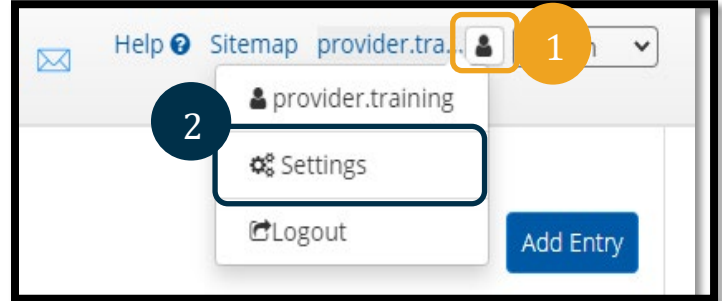 Help Sitemap provider.tra... 1
provider.training
2
Settings
Logout
Add Entry